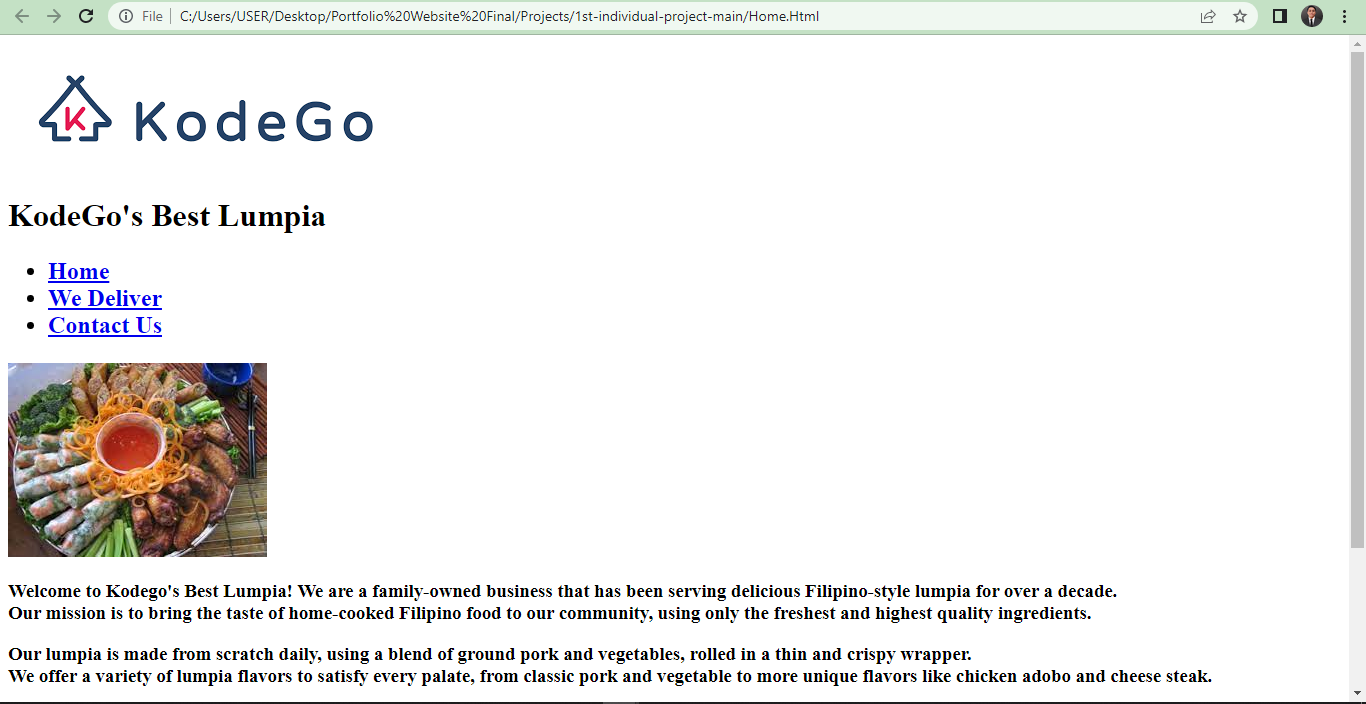 File C:/Users/USER/Desktop/Portfolio%20Website%20Final/Projects/1st-individual-project-main/Home.Html
K KodeGo
KodeGo's Best Lumpia
Home
We Deliver
Contact Us
Welcome to Kodego's Best Lumpia! We are a family-owned business that has been serving delicious Filipino-style lumpia for over a decade.
Our mission is to bring the taste of home-cooked Filipino food to our community, using only the freshest and highest quality ingredients.
Our lumpia is made from scratch daily, using a blend of ground pork and vegetables, rolled in a thin and crispy wrapper.
We offer a variety of lumpia flavors to satisfy every palate, from classic pork and vegetable to more unique flavors like chicken adobo and cheese steak.